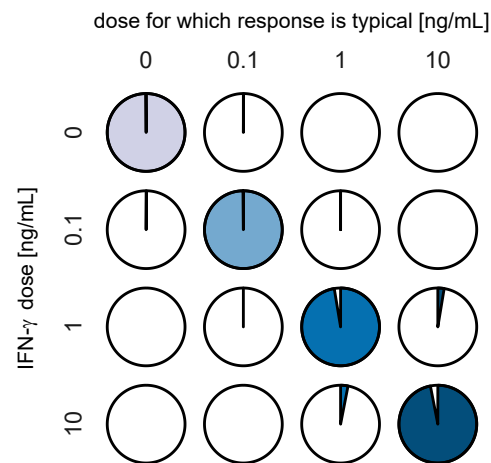 dose for which response is typical [ng/mL]
0 0.1 1 10
IFN-γ dose [ng/mL]
0
0.1
1
10